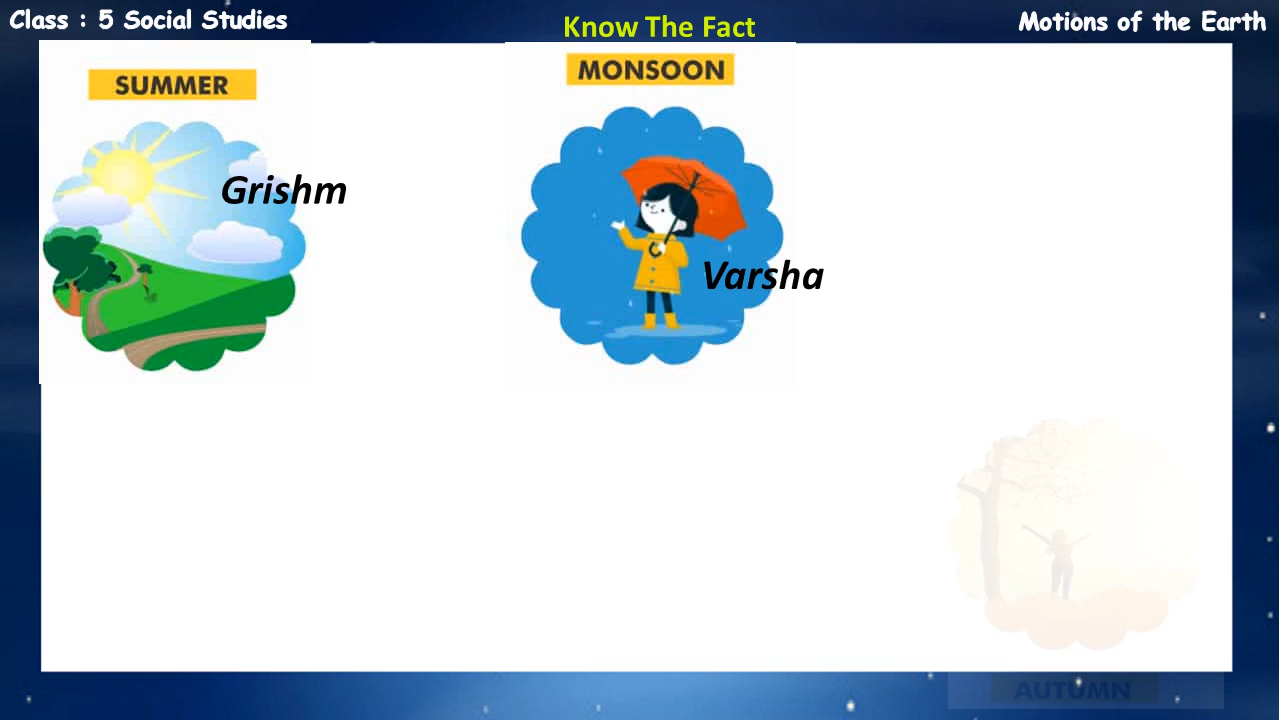 Class : 5 Social Studies
Know The Fact
Motions of the Earth
SUMMER
MONSOON
Grishm
Varsha
AUTUMN